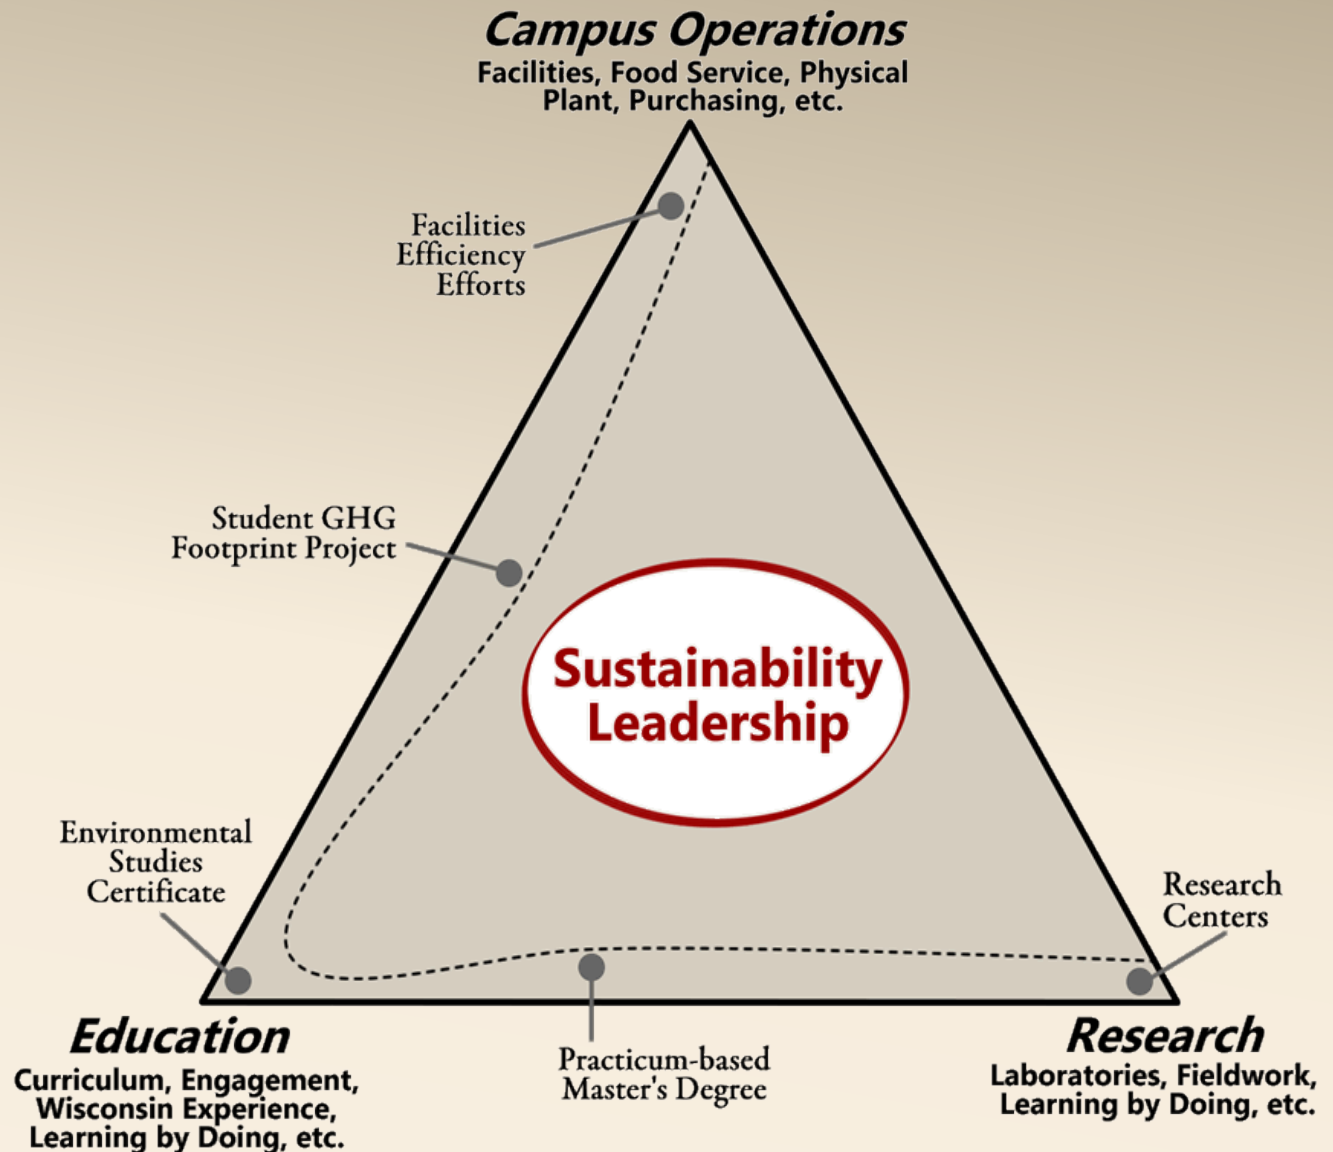 Campus Operations
Facilities, Food Service, Physical
Plant, Purchasing, etc.
Facilities
Efficiency
Efforts
Student GHG
Footprint Project
Sustainability
Leadership
Environmental
Studies
Certificate
Research
Centers
Education
Curriculum, Engagement,
Wisconsin Experience,
Learning by Doing, etc.
Practicum-based
Master's Degree
Research
Laboratories, Fieldwork,
Learning by Doing, etc.